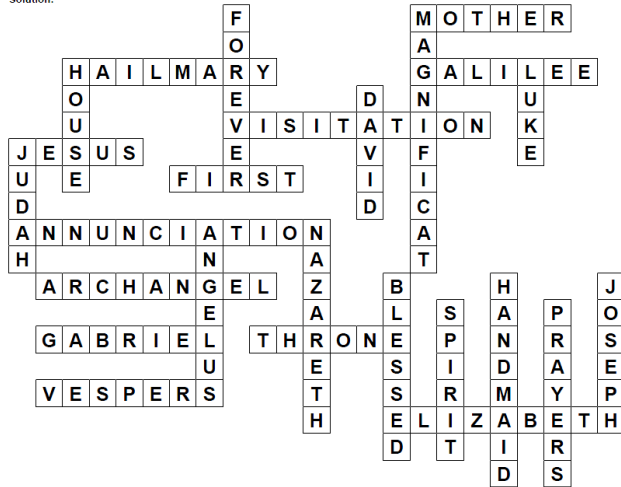 Solution:
FOREVER
MAGNIFICAT
MOTHER
HAILMARY
HOUSE
GALILEE
LUKE
DAVID
VISITATION
JESUS
JUDAH
FIRST
ANNUNCIATION
ANGELUS
NAZARETH
ARCHANGEL
BLESSED
HANDMAID
JOSEPH
SPIRIT
PRAYERS
GABRIEL
THRONE
VESPERS
ELIZABETH